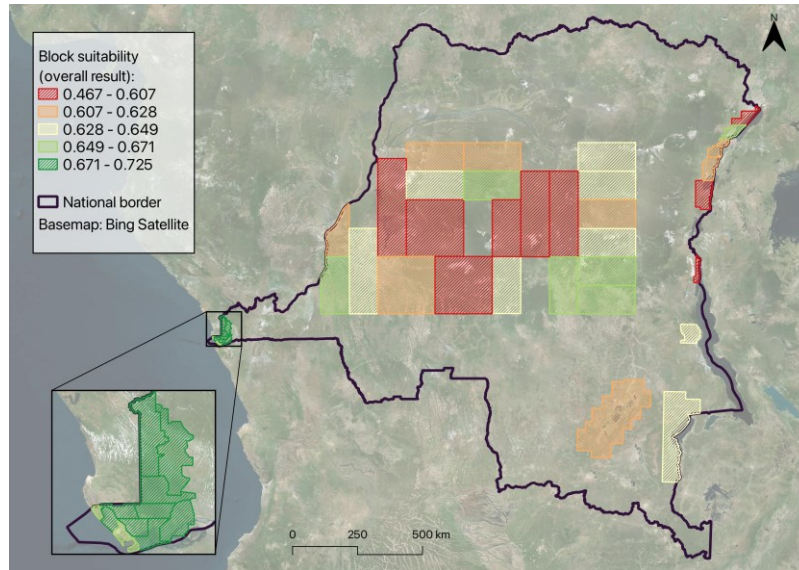 Block suitability
(overall result):
0.467 - 0.607
0.607 - 0.628
0.628 - 0.649
0.649 - 0.671
0.671 - 0.725
National border
Basemap: Bing Satellite
N
0 250 500 km